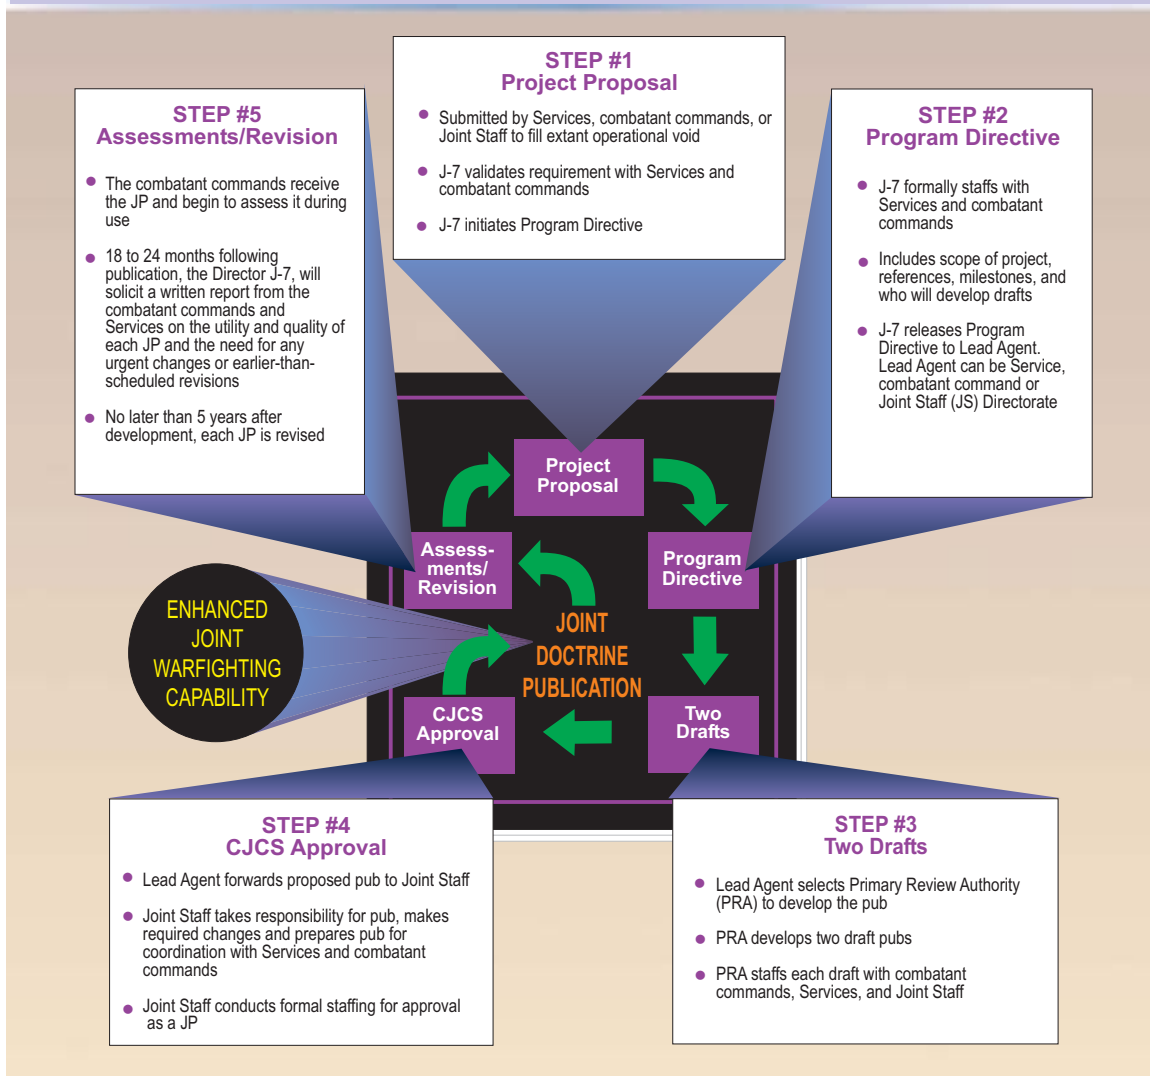 STEP #1
Project Proposal
• Submitted by Services, combatant commands, or
Joint Staff to fill extant operational void
• J-7 validates requirement with Services and
combatant commands
• J-7 initiates Program Directive
STEP #5
Assessments/Revision
• The combatant commands receive
the JP and begin to assess it during
use
• 18 to 24 months following
publication, the Director J-7, will
solicit a written report from the
combatant commands and
Services on the utility and quality of
each JP and the need for any
urgent changes or earlier-than-
scheduled revisions
• No later than 5 years after
development, each JP is revised
STEP #2
Program Directive
• J-7 formally staffs with
Services and combatant
commands
• Includes scope of project,
references, milestones, and
who will develop drafts
• J-7 releases Program
Directive to Lead Agent.
Lead Agent can be Service,
combatant command or
Joint Staff (JS) Directorate
Project
Proposal
Assess-
ments/
Revision
Program
Directive
ENHANCED
JOINT
WARFIGHTING
CAPABILITY
JOINT
DOCTRINE
PUBLICATION
CJCS
Approval
Two
Drafts
STEP #4
CJCS Approval
• Lead Agent forwards proposed pub to Joint Staff
• Joint Staff takes responsibility for pub, makes
required changes and prepares pub for
coordination with Services and combatant
commands
• Joint Staff conducts formal staffing for approval
as a JP
STEP #3
Two Drafts
• Lead Agent selects Primary Review Authority
(PRA) to develop the pub
• PRA develops two draft pubs
• PRA staffs each draft with combatant
commands, Services, and Joint Staff